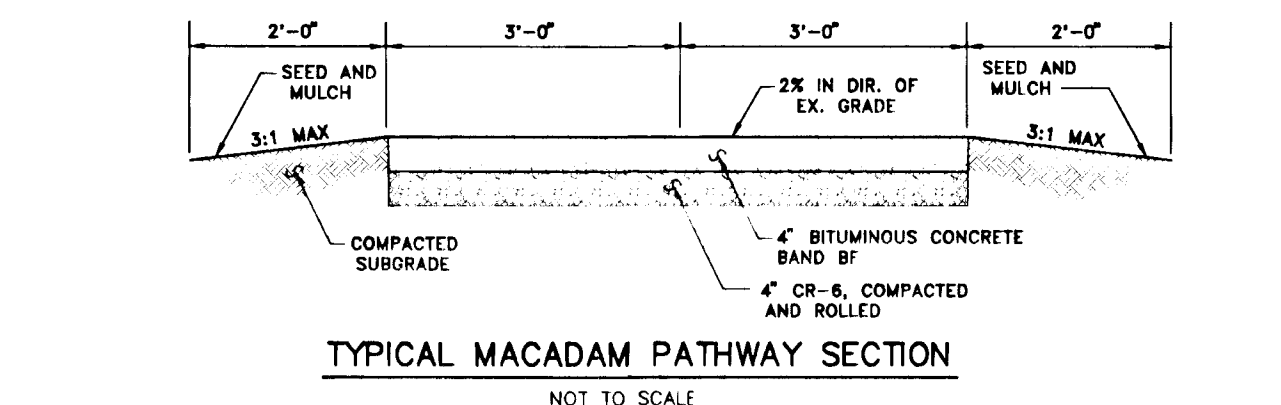 2'-0" 3'-0" 3'-0" 2'-0"
SEED AND
MULCH
3:1 MAX
2% IN DIR. OF
EX. GRADE
SEED AND
MULCH
3:1 MAX
COMPACTED
SUBGRADE
4" BITUMINOUS CONCRETE
BAND BF
4" CR-6, COMPACTED
AND ROLLED
TYPICAL MACADAM PATHWAY SECTION
NOT TO SCALE